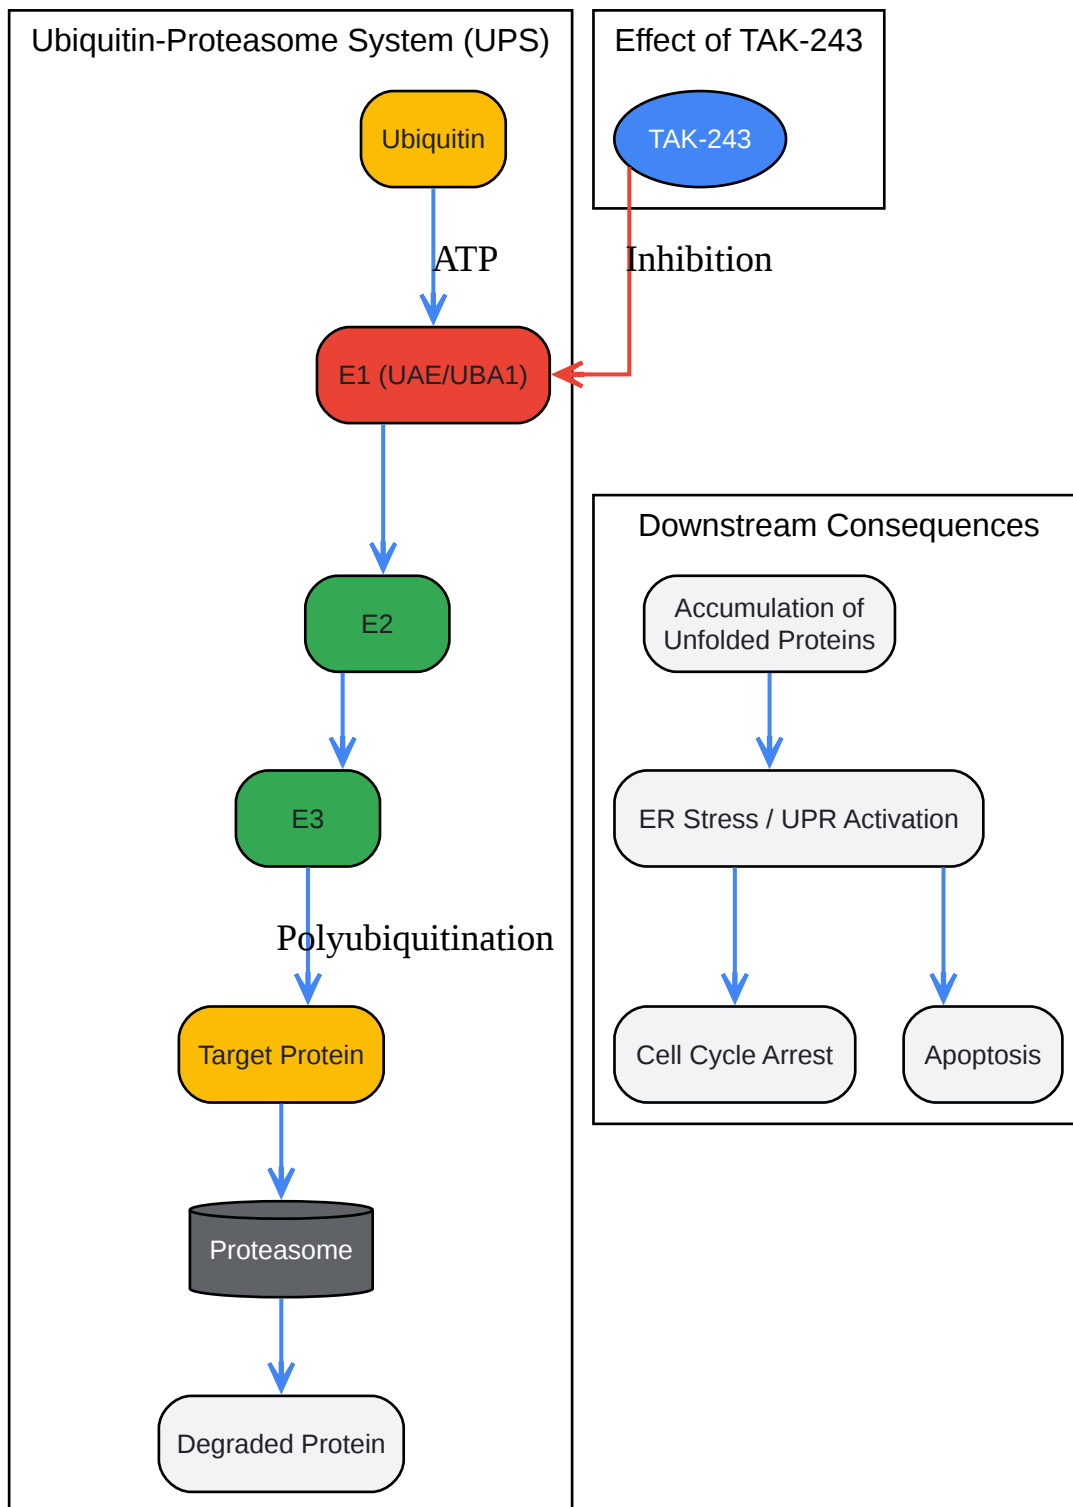 Ubiquitin-Proteasome System (UPS)
Ubiquitin
ATP
E1 (UAE/UBA1)
E2
E3
Polyubiquitination
Target Protein
Proteasome
Degraded Protein
Effect of TAK-243
TAK-243
Inhibition
Downstream Consequences
Accumulation of
Unfolded Proteins
ER Stress / UPR Activation
Cell Cycle Arrest
Apoptosis